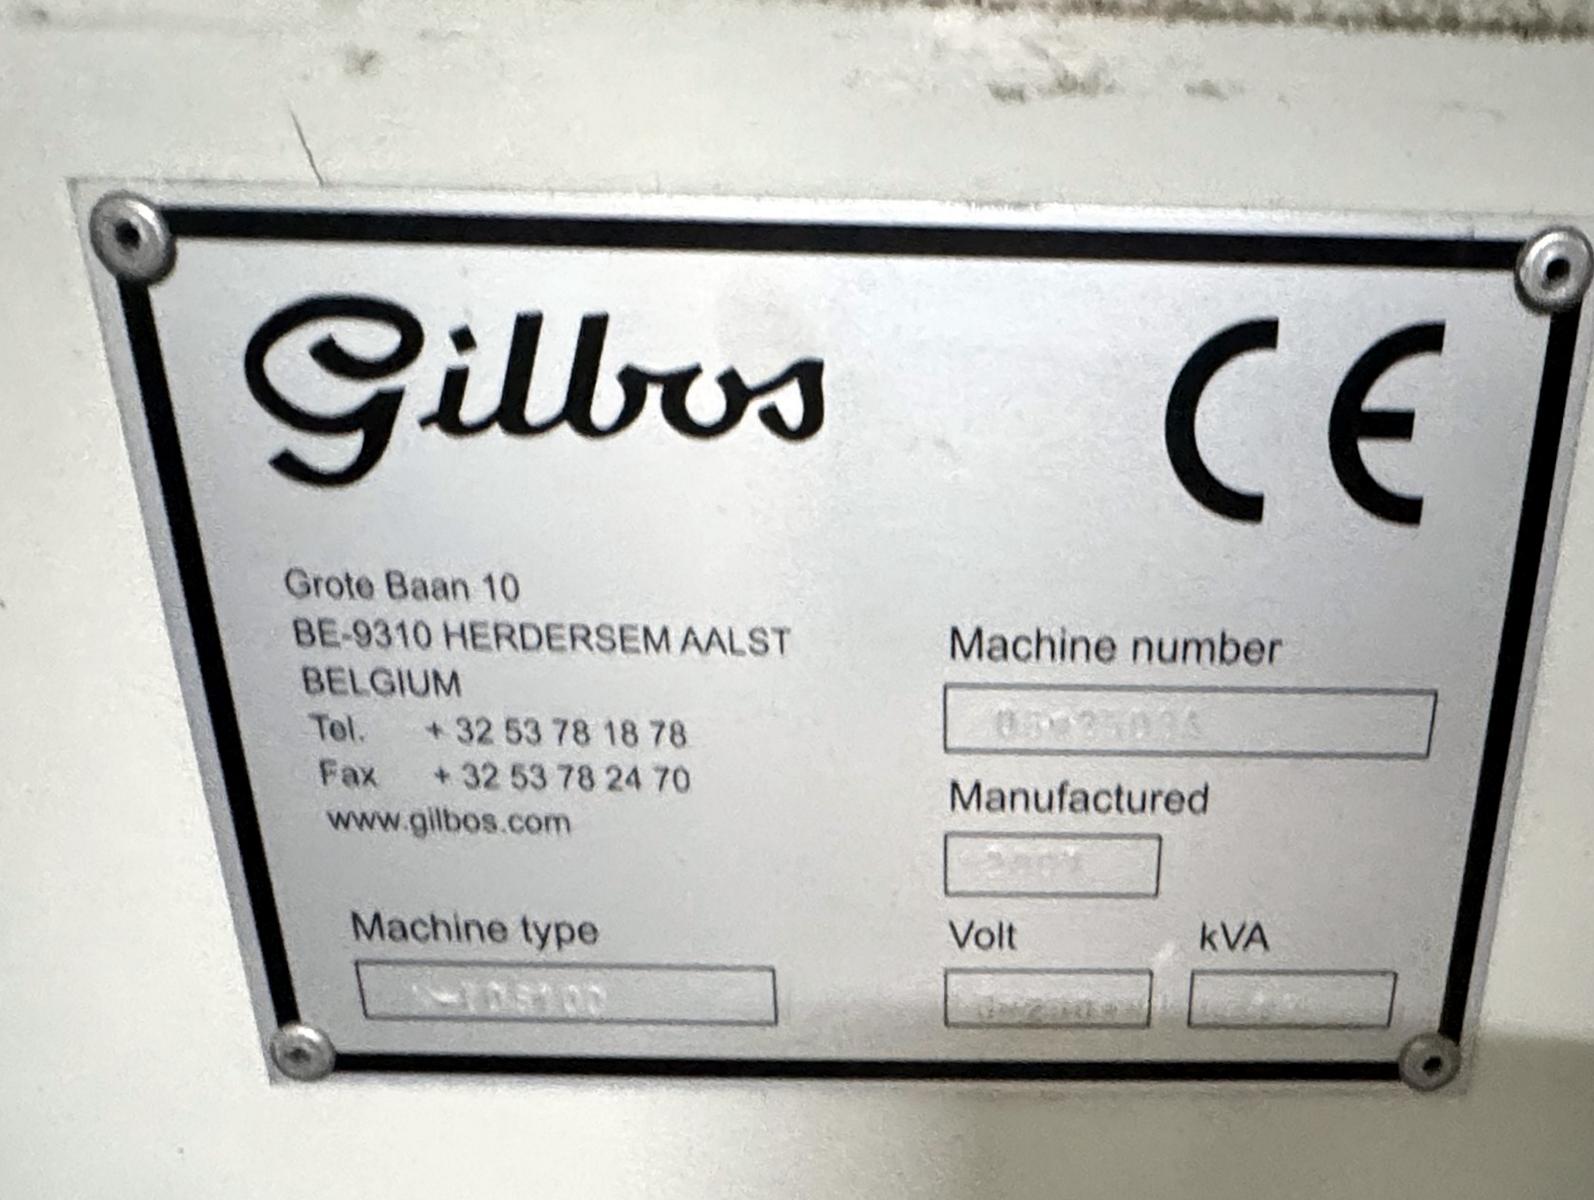 Gilbos
CE
Grote Baan 10
BE-9310 HERDERSEM AALST
BELGIUM
Tel. + 32 53 78 18 78
Fax + 32 53 78 24 70
www.gilbos.com
Machine type
Machine number
Manufactured
Volt
kVA